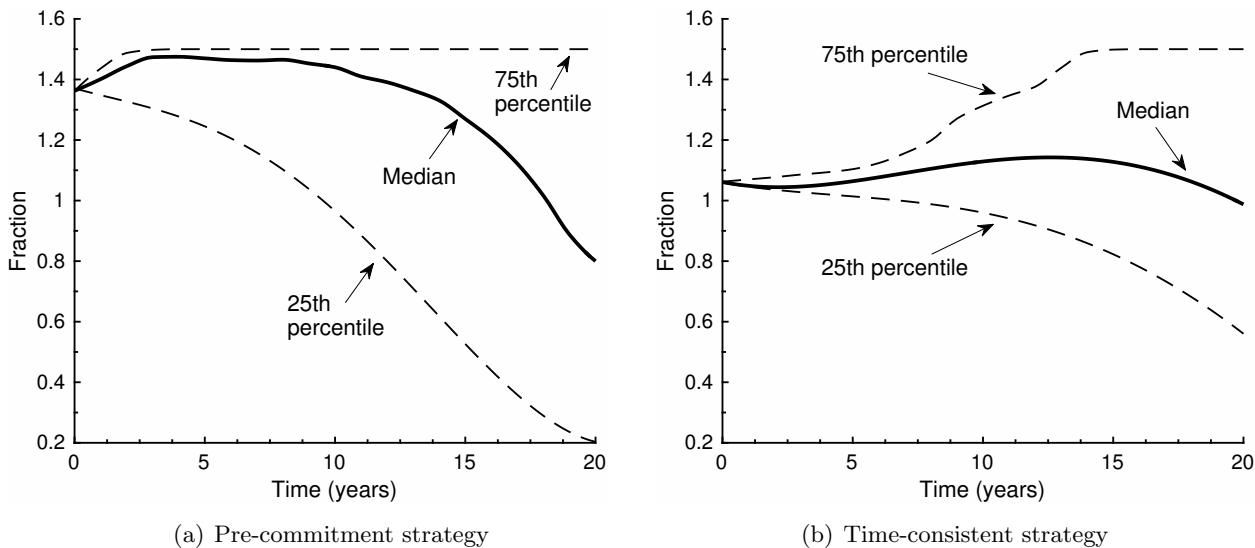 1.6
1.4
1.2
1
0.8
0.6
0.4
0.2
Fraction
0
5
10
15
20
Time (years)
75th
percentile
Median
25th
percentile
(a) Pre-commitment strategy
1.6
1.4
1.2
1
0.8
0.6
0.4
0.2
Fraction
0
5
10
15
20
Time (years)
75th percentile
Median
25th percentile
(b) Time-consistent strategy